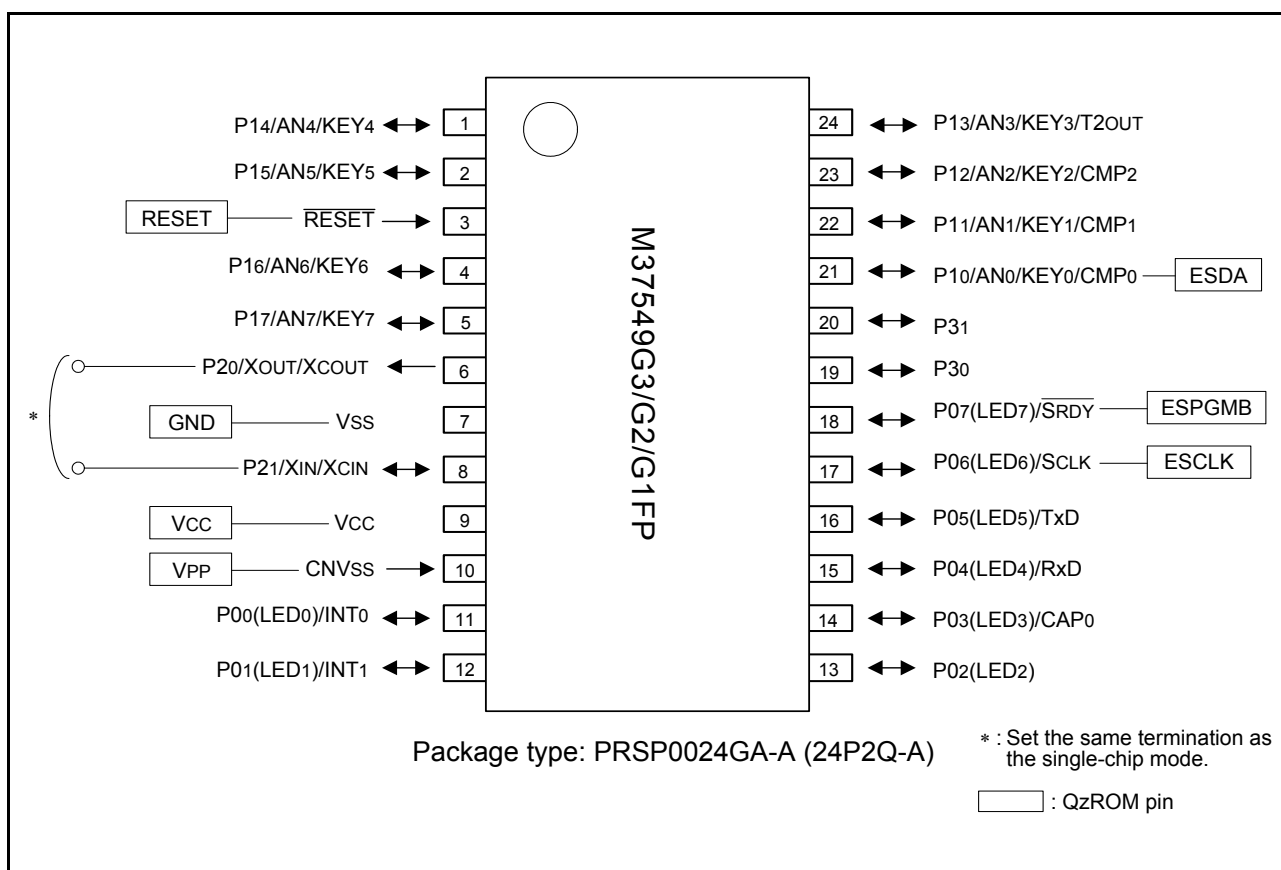 P14/AN4/KEY4 1
P15/AN5/KEY5 2
RESET RESET 3
P16/AN6/KEY6 4
P17/AN7/KEY7 5
P20/XOUT/XCOUT 6
*
GND VSS 7
P21/XIN/XCIN 8
VCC VCC 9
VPP CNVSS 10
P00(LED0)/INT0 11
P01(LED1)/INT1 12
M37549G3/G2/G1FP
24 P13/AN3/KEY3/T2OUT
23 P12/AN2/KEY2/CMP2
22 P11/AN1/KEY1/CMP1
21 P10/AN0/KEY0/CMP0 ESDA
20 P31
19 P30
18 P07(LED7)/SRDY ESPGMB
17 P06(LED6)/SCLK ESCLK
16 P05(LED5)/TxD
15 P04(LED4)/RxD
14 P03(LED3)/CAP0
13 P02(LED2)
Package type: PRSP0024GA-A (24P2Q-A)
* : Set the same termination as
the single-chip mode.
: QzROM pin